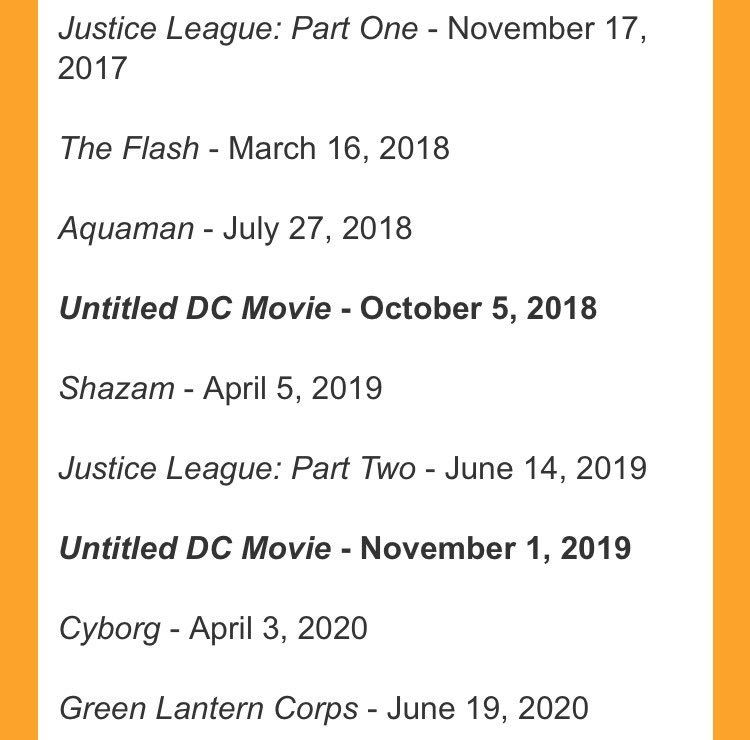 Justice League: Part One - November 17,
2017
The Flash - March 16, 2018
Aquaman - July 27, 2018
Untitled DC Movie - October 5, 2018
Shazam - April 5, 2019
Justice League: Part Two - June 14, 2019
Untitled DC Movie - November 1, 2019
Cyborg - April 3, 2020
Green Lantern Corps - June 19, 2020